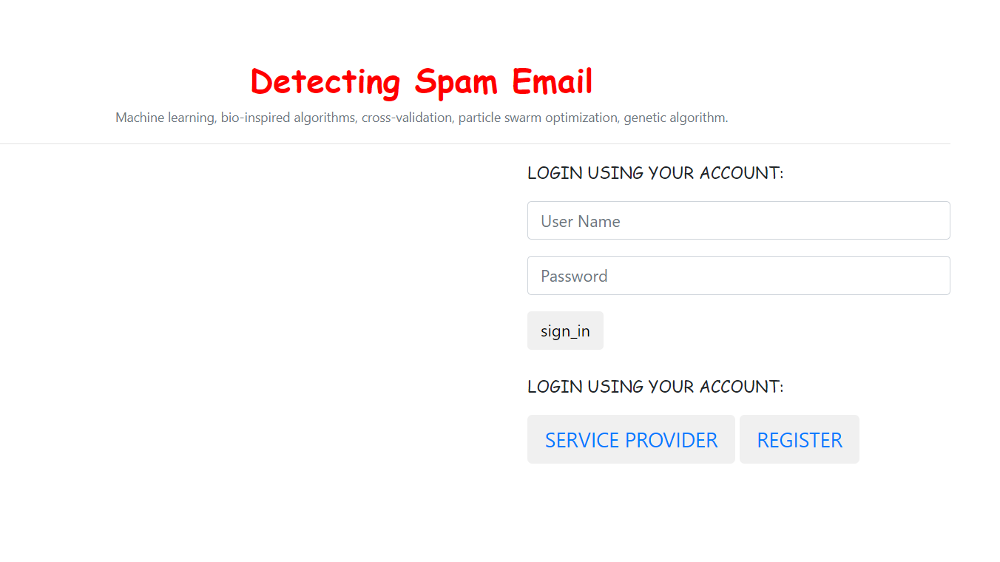 Detecting Spam Email
Machine learning, bio-inspired algorithms, cross-validation, particle swarm optimization, genetic algorithm.
LOGIN USING YOUR ACCOUNT:
User Name
Password
sign_in
LOGIN USING YOUR ACCOUNT:
SERVICE PROVIDER REGISTER